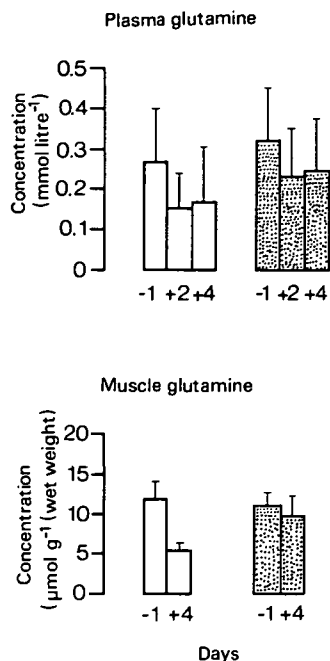 Plasma glutamine
Concentration
(mmol litre⁻¹)
0.5
0.4
0.3
0.2
0.1
0
-1 +2 +4
-1 +2 +4
Muscle glutamine
Concentration
(µmol g⁻¹ (wet weight)
20
15
10
5
0
-1 +4
-1 +4
Days